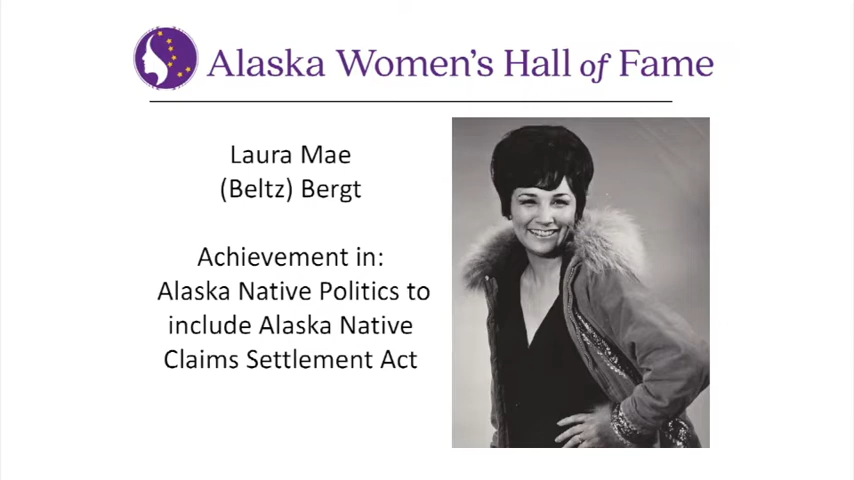 Alaska Women's Hall of Fame
Laura Mae
(Beltz) Bergt
Achievement in:
Alaska Native Politics to
include Alaska Native
Claims Settlement Act